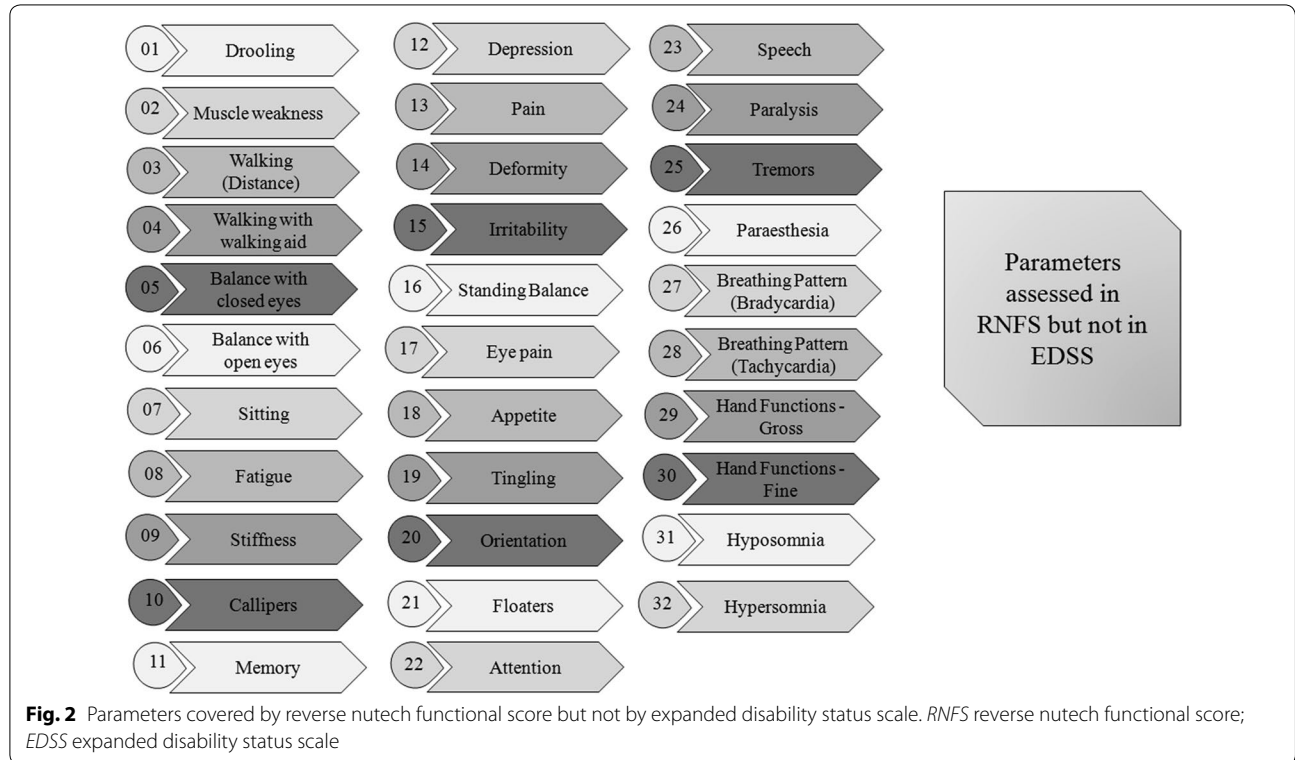 01
Drooling
02
Muscle weakness
03
Walking
(Distance)
04
Walking with
walking aid
05
Balance with
closed eyes
06
Balance with
open eyes
07
Sitting
08
Fatigue
09
Stiffness
10
Callipers
11
Memory
12
Depression
13
Pain
14
Deformity
15
Irritability
16
Standing Balance
17
Eye pain
18
Appetite
19
Tingling
20
Orientation
21
Floaters
22
Attention
23
Speech
24
Paralysis
25
Tremors
26
Paraesthesia
27
Breathing Pattern
(Bradycardia)
28
Breathing Pattern
(Tachycardia)
29
Hand Functions -
Gross
30
Hand Functions -
Fine
31
Hyposomnia
32
Hypersomnia
Parameters
assessed in
RNFS but not in
EDSS
Fig. 2 Parameters covered by reverse nutech functional score but not by expanded disability status scale. RNFS reverse nutech functional score;
EDSS expanded disability status scale